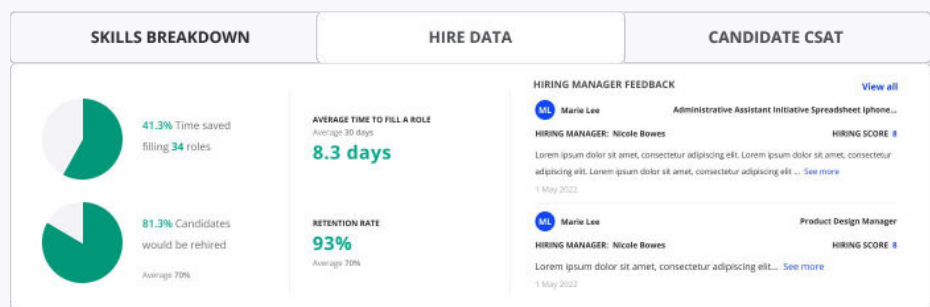 SKILLS BREAKDOWN
HIRE DATA
CANDIDATE CSAT
41.3% Time saved
filling 34 roles
81.3% Candidates
would be rehired
Average 70%
AVERAGE TIME TO FILL A ROLE
Average 30 days
8.3 days
RETENTION RATE
93%
Average 70%
HIRING MANAGER FEEDBACK
View all
ML Marie Lee
Administrative Assistant Initiative Spreadsheet Iphone...
HIRING MANAGER: Nicole Bowes
HIRING SCORE 8
Lorem ipsum dolor sit amet, consectetur adipiscing elit. Lorem ipsum dolor sit amet, consectetur
adipiscing elit. Lorem ipsum dolor sit amet, consectetur adipiscing elit ... See more
1 May 2022
ML Marie Lee
Product Design Manager
HIRING MANAGER: Nicole Bowes
HIRING SCORE 8
Lorem ipsum dolor sit amet, consectetur adipiscing elit... See more
1 May 2022